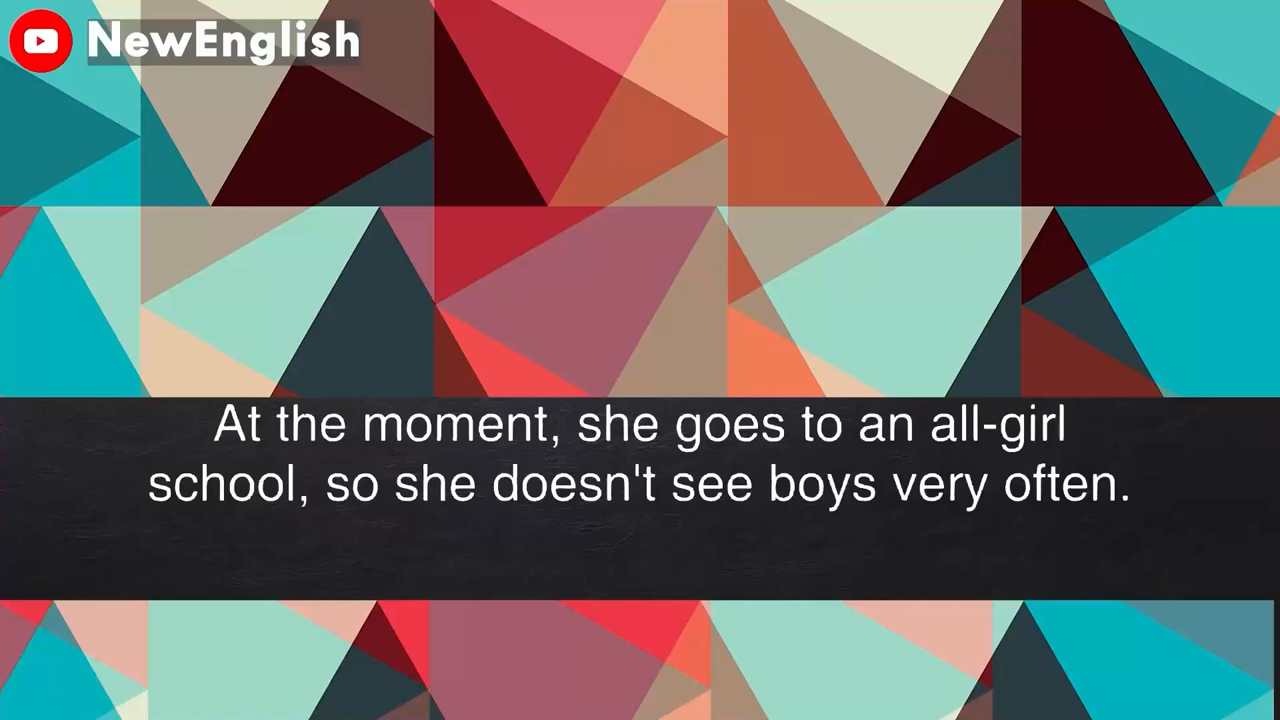 NewEnglish
At the moment, she goes to an all-girl
school, so she doesn't see boys very often.